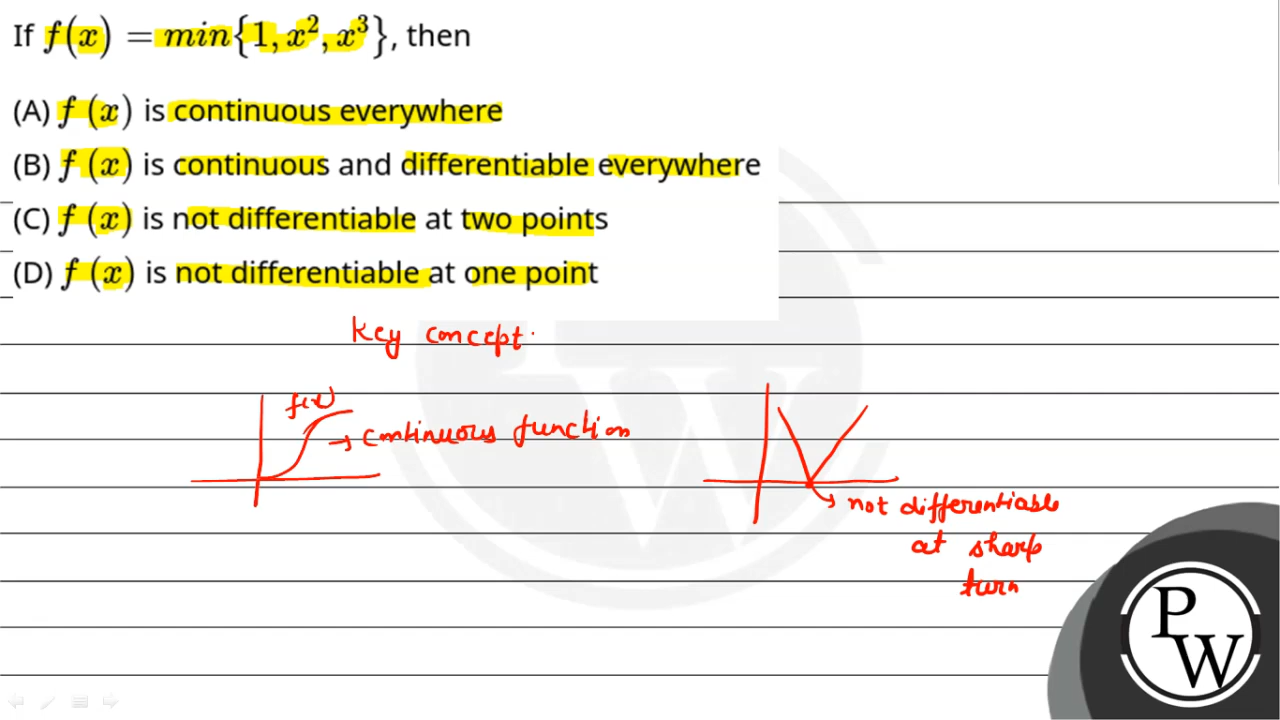 If f(x) = min{1, x², x³}, then
(A) f (x) is continuous everywhere
(B) f (x) is continuous and differentiable everywhere
(C) f (x) is not differentiable at two points
(D) f (x) is not differentiable at one point
Key concept.
f(x)
→ continuous function
→ not differentiable
at sharp
turn
P
W